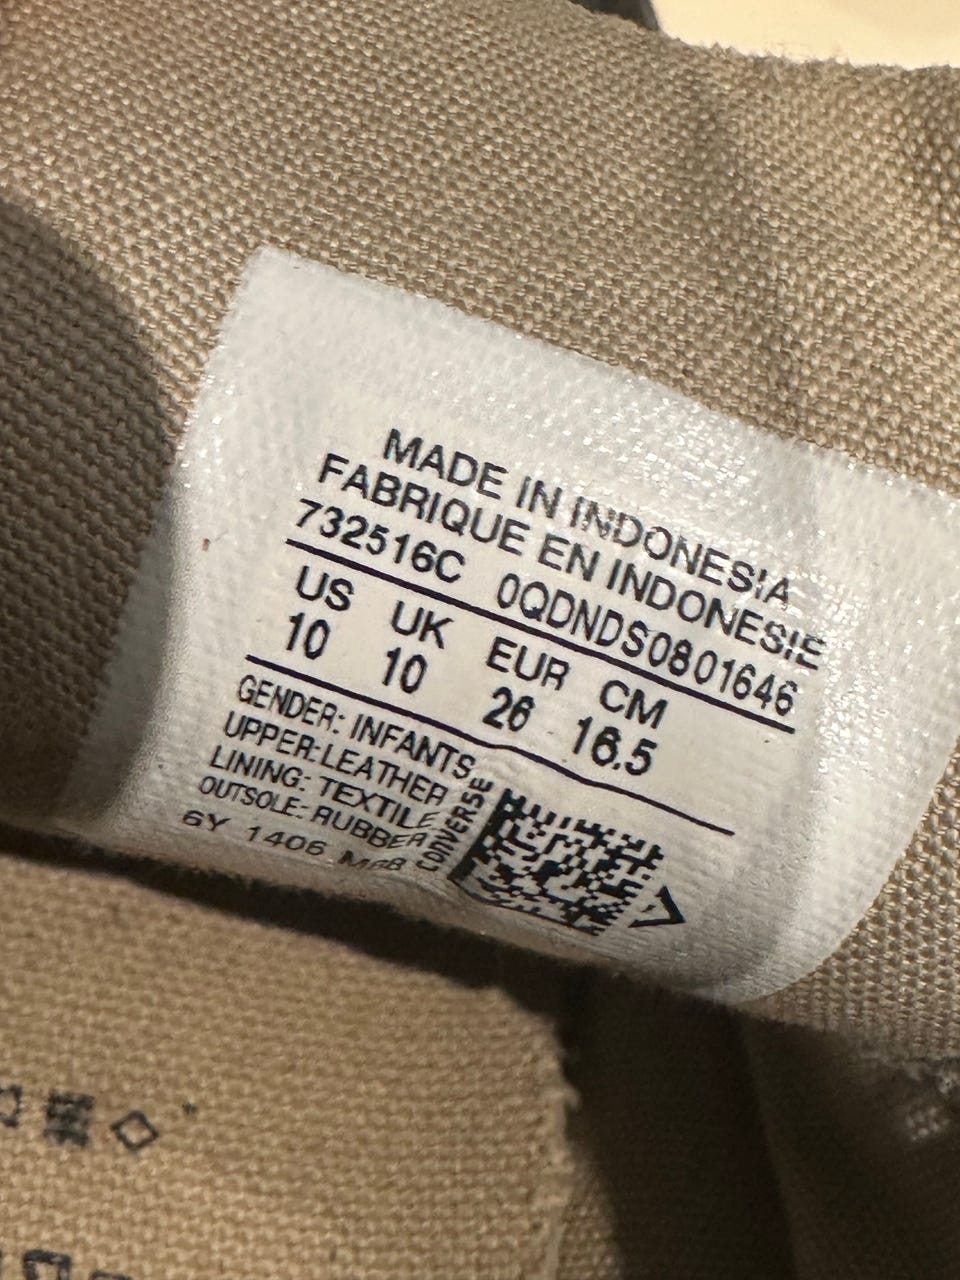 MADE IN INDONESIA
FABRIQUE EN INDONESIE
732516C 0QDNDS0801646
US UK EUR CM
10 10 26 16.5
GENDER: INFANTS
UPPER: LEATHER
LINING: TEXTILE
OUTSOLE: RUBBER
6Y 1406
CONVERSE